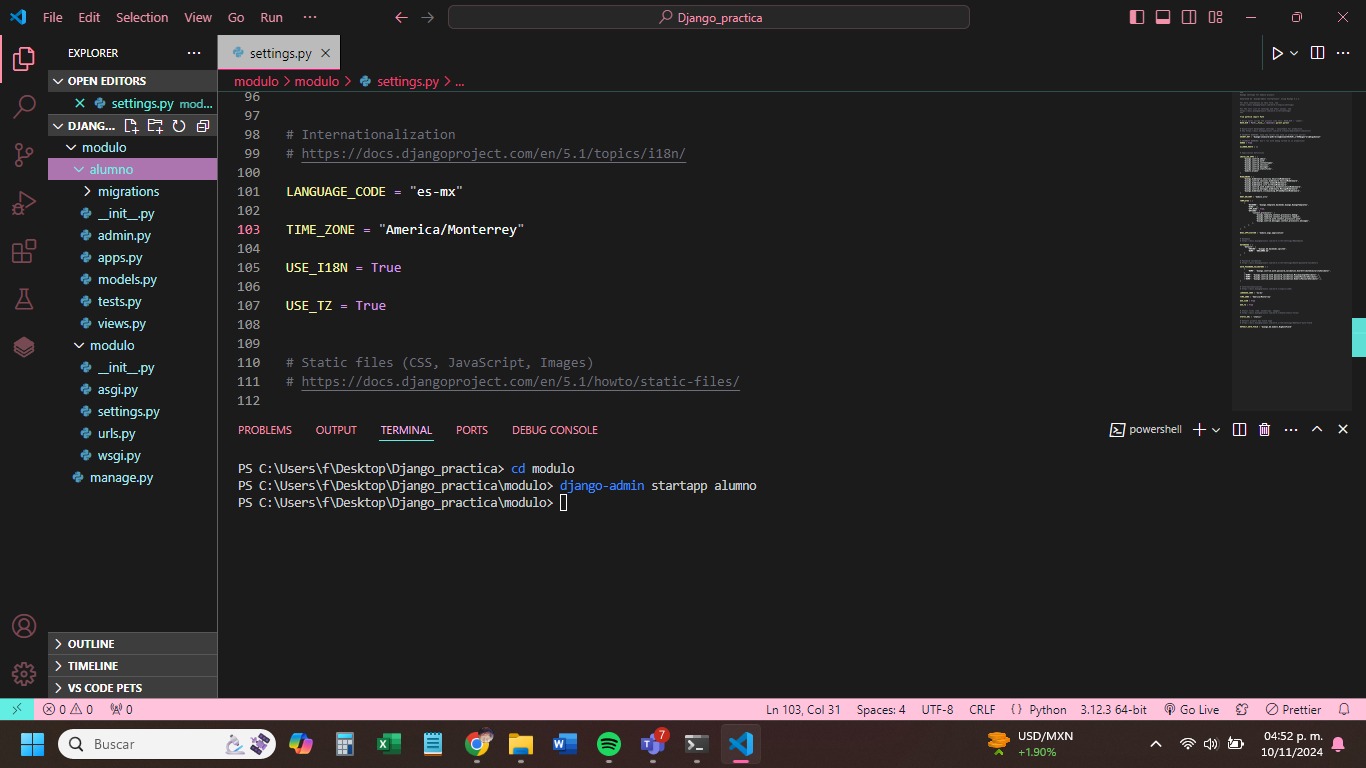 File Edit Selection View Go Run ··· Django_practica
EXPLORER ···
OPEN EDITORS
settings.py mod...
DJANG...
modulo
alumno
migrations
__init__.py
admin.py
apps.py
models.py
tests.py
views.py
modulo
__init__.py
asgi.py
settings.py
urls.py
wsgi.py
manage.py
OUTLINE
TIMELINE
VS CODE PETS
settings.py
modulo > modulo > settings.py > ...
96
97
98 # Internationalization
99 # https://docs.djangoproject.com/en/5.1/topics/i18n/
100
101 LANGUAGE_CODE = "es-mx"
102
103 TIME_ZONE = "America/Monterrey"
104
105 USE_I18N = True
106
107 USE_TZ = True
108
109
110 # Static files (CSS, JavaScript, Images)
111 # https://docs.djangoproject.com/en/5.1/howto/static-files/
112
PROBLEMS OUTPUT TERMINAL PORTS DEBUG CONSOLE powershell
PS C:\Users\f\Desktop\Django_practica> cd modulo
PS C:\Users\f\Desktop\Django_practica\modulo> django-admin startapp alumno
PS C:\Users\f\Desktop\Django_practica\modulo>
0 0 0 Ln 103, Col 31 Spaces: 4 UTF-8 CRLF { } Python 3.12.3 64-bit Go Live Prettier
Buscar
7
USD/MXN
+1.90%
04:52 p. m.
10/11/2024